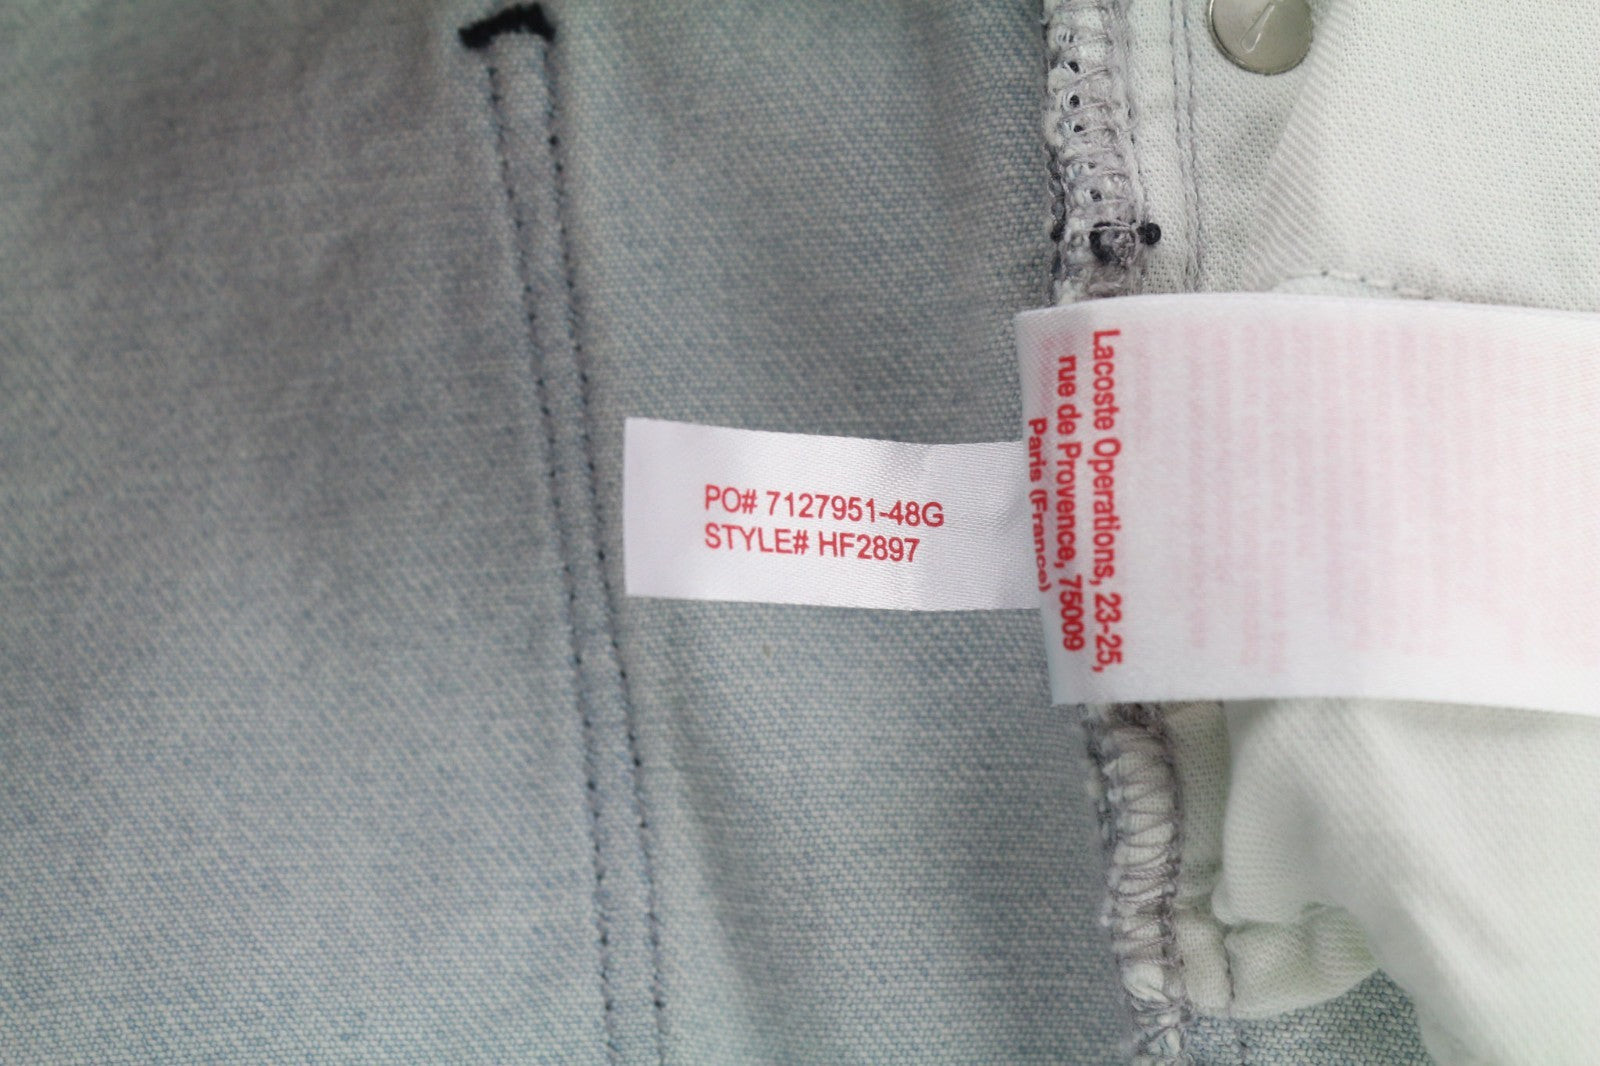 PO# 7127951-48G
STYLE# HF2897
Lacoste Operations, 23-25,
rue de Provence, 75009
Paris (France)